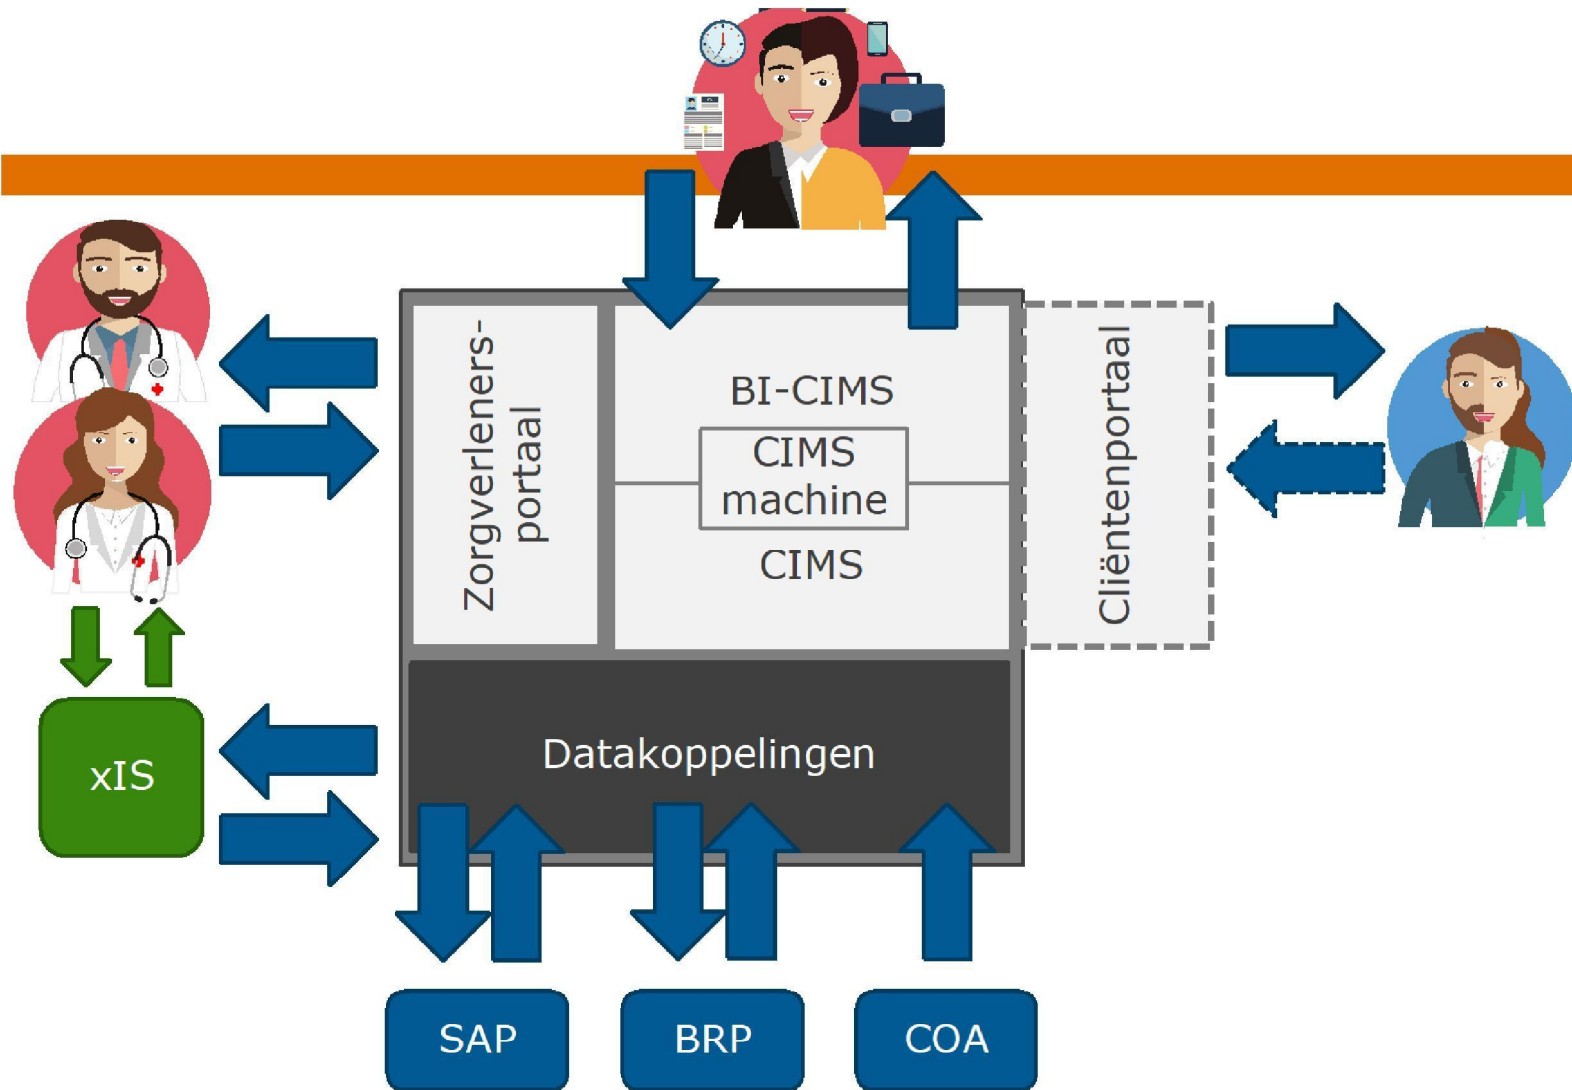 Zorgverleners-
portaal
BI-CIMS
CIMS
machine
CIMS
Cliëntenportaal
Datakoppelingen
xIS
SAP
BRP
COA